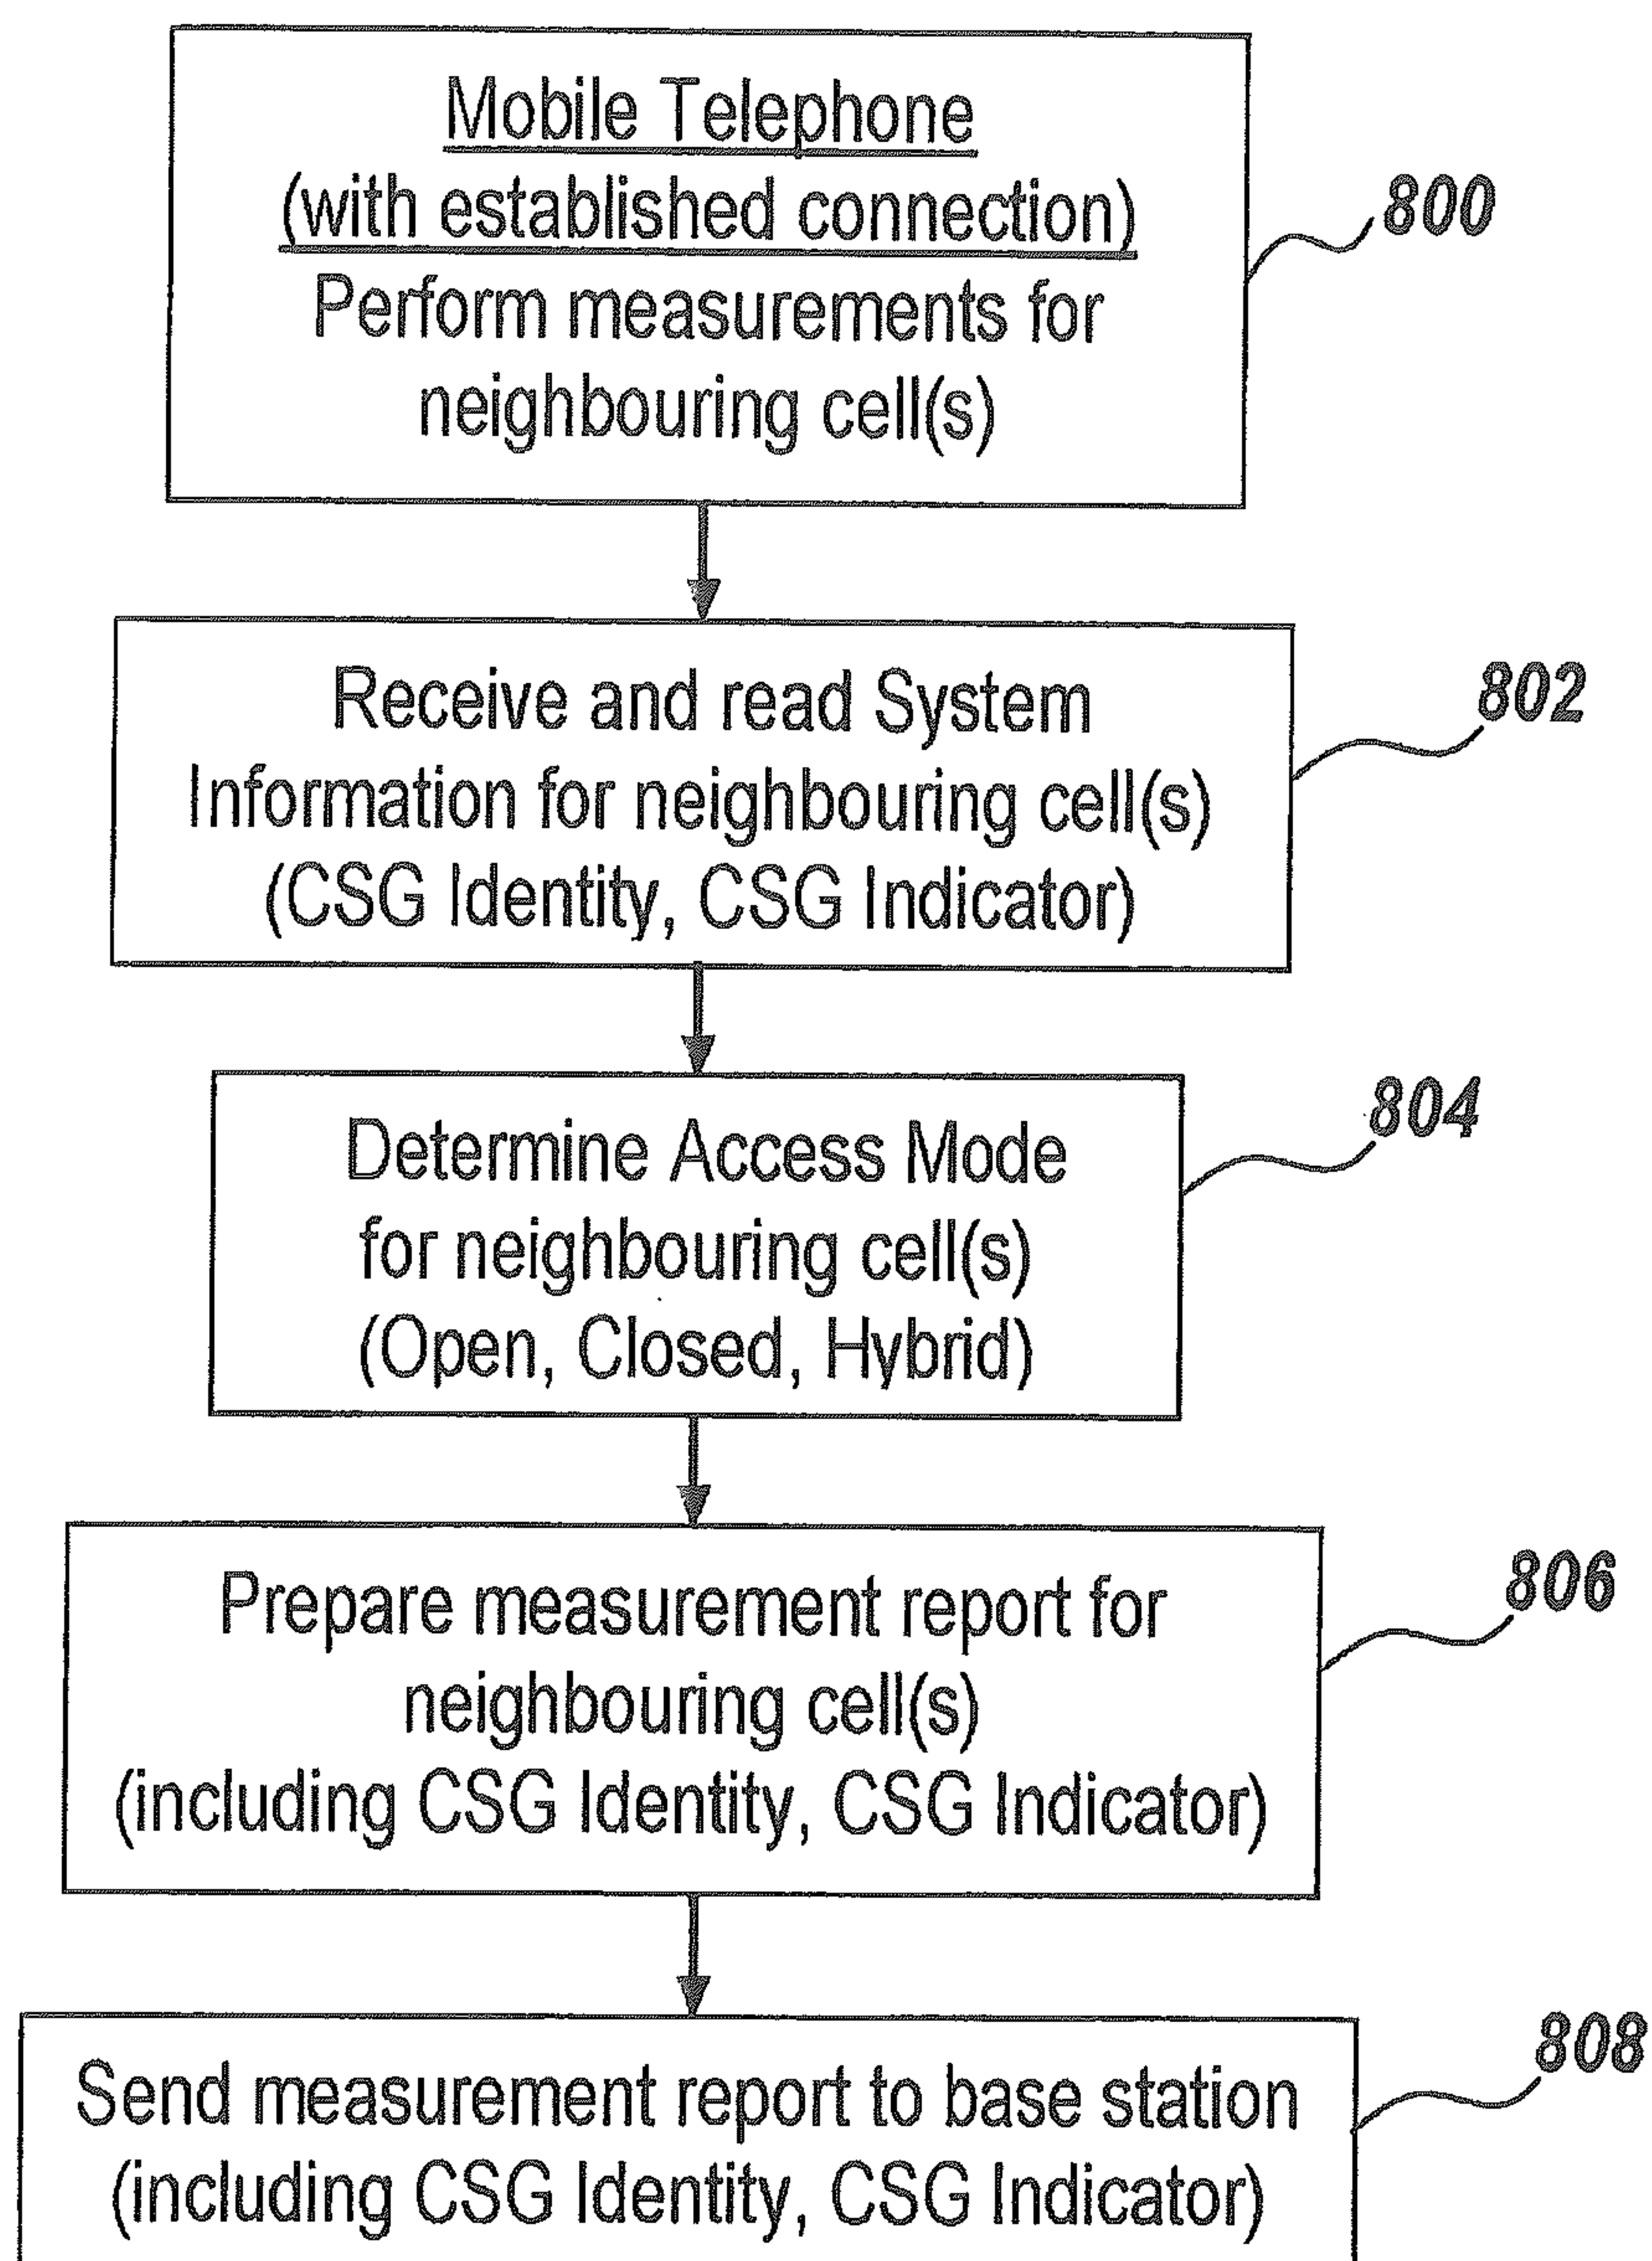 Mobile Telephone
(with established connection)
Perform measurements for
neighbouring cell(s)
800
Receive and read System
Information for neighbouring cell(s)
(CSG Identity, CSG Indicator)
802
Determine Access Mode
for neighbouring cell(s)
(Open, Closed, Hybrid)
804
Prepare measurement report for
neighbouring cell(s)
(including CSG Identity, CSG Indicator)
806
Send measurement report to base station
(including CSG Identity, CSG Indicator)
808